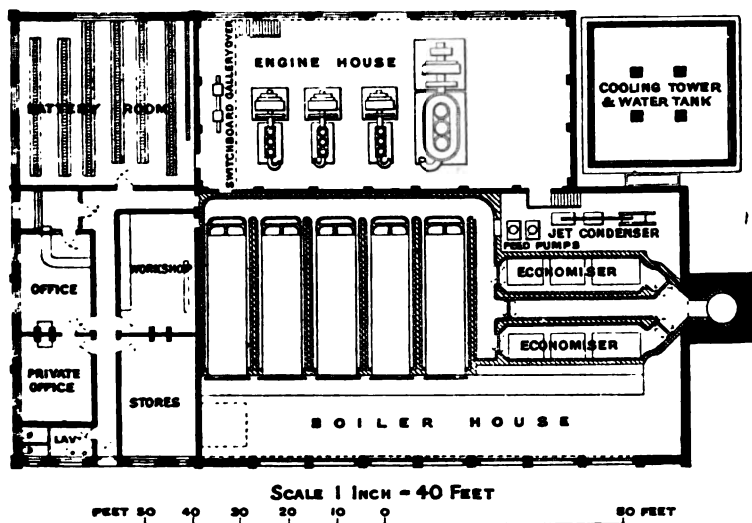 BATTERY ROOM
SWITCHBOARD GALLERY OVER
ENGINE HOUSE
COOLING TOWER
& WATER TANK
JET CONDENSER
FEED PUMPS
ECONOMISER
ECONOMISER
WORKSHOP
OFFICE
PRIVATE
OFFICE
STORES
LAV
BOILER HOUSE
SCALE 1 INCH = 40 FEET
FEET 50 40 30 20 10 0
80 FEET